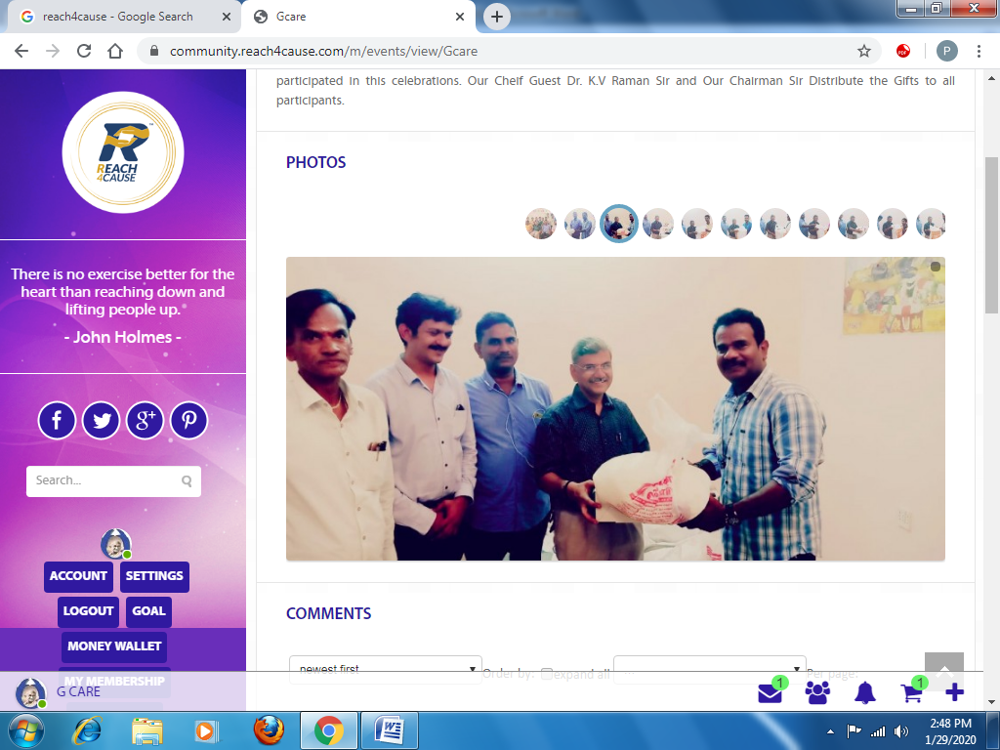 reach4cause - Google Search
Gcare
community.reach4cause.com/m/events/view/Gcare
P
participated in this celebrations. Our Cheif Guest Dr. K.V Raman Sir and Our Chairman Sir Distribute the Gifts to all
participants.
REACH
4CAUSE
There is no exercise better for the
heart than reaching down and
lifting people up."
- John Holmes -
Search...
ACCOUNT
SETTINGS
LOGOUT
GOAL
MONEY WALLET
MY MEMBERSHIP
PHOTOS
COMMENTS
newest first
Order by:
expand all
...
Per page:
G CARE
1
1
2:48 PM
1/29/2020